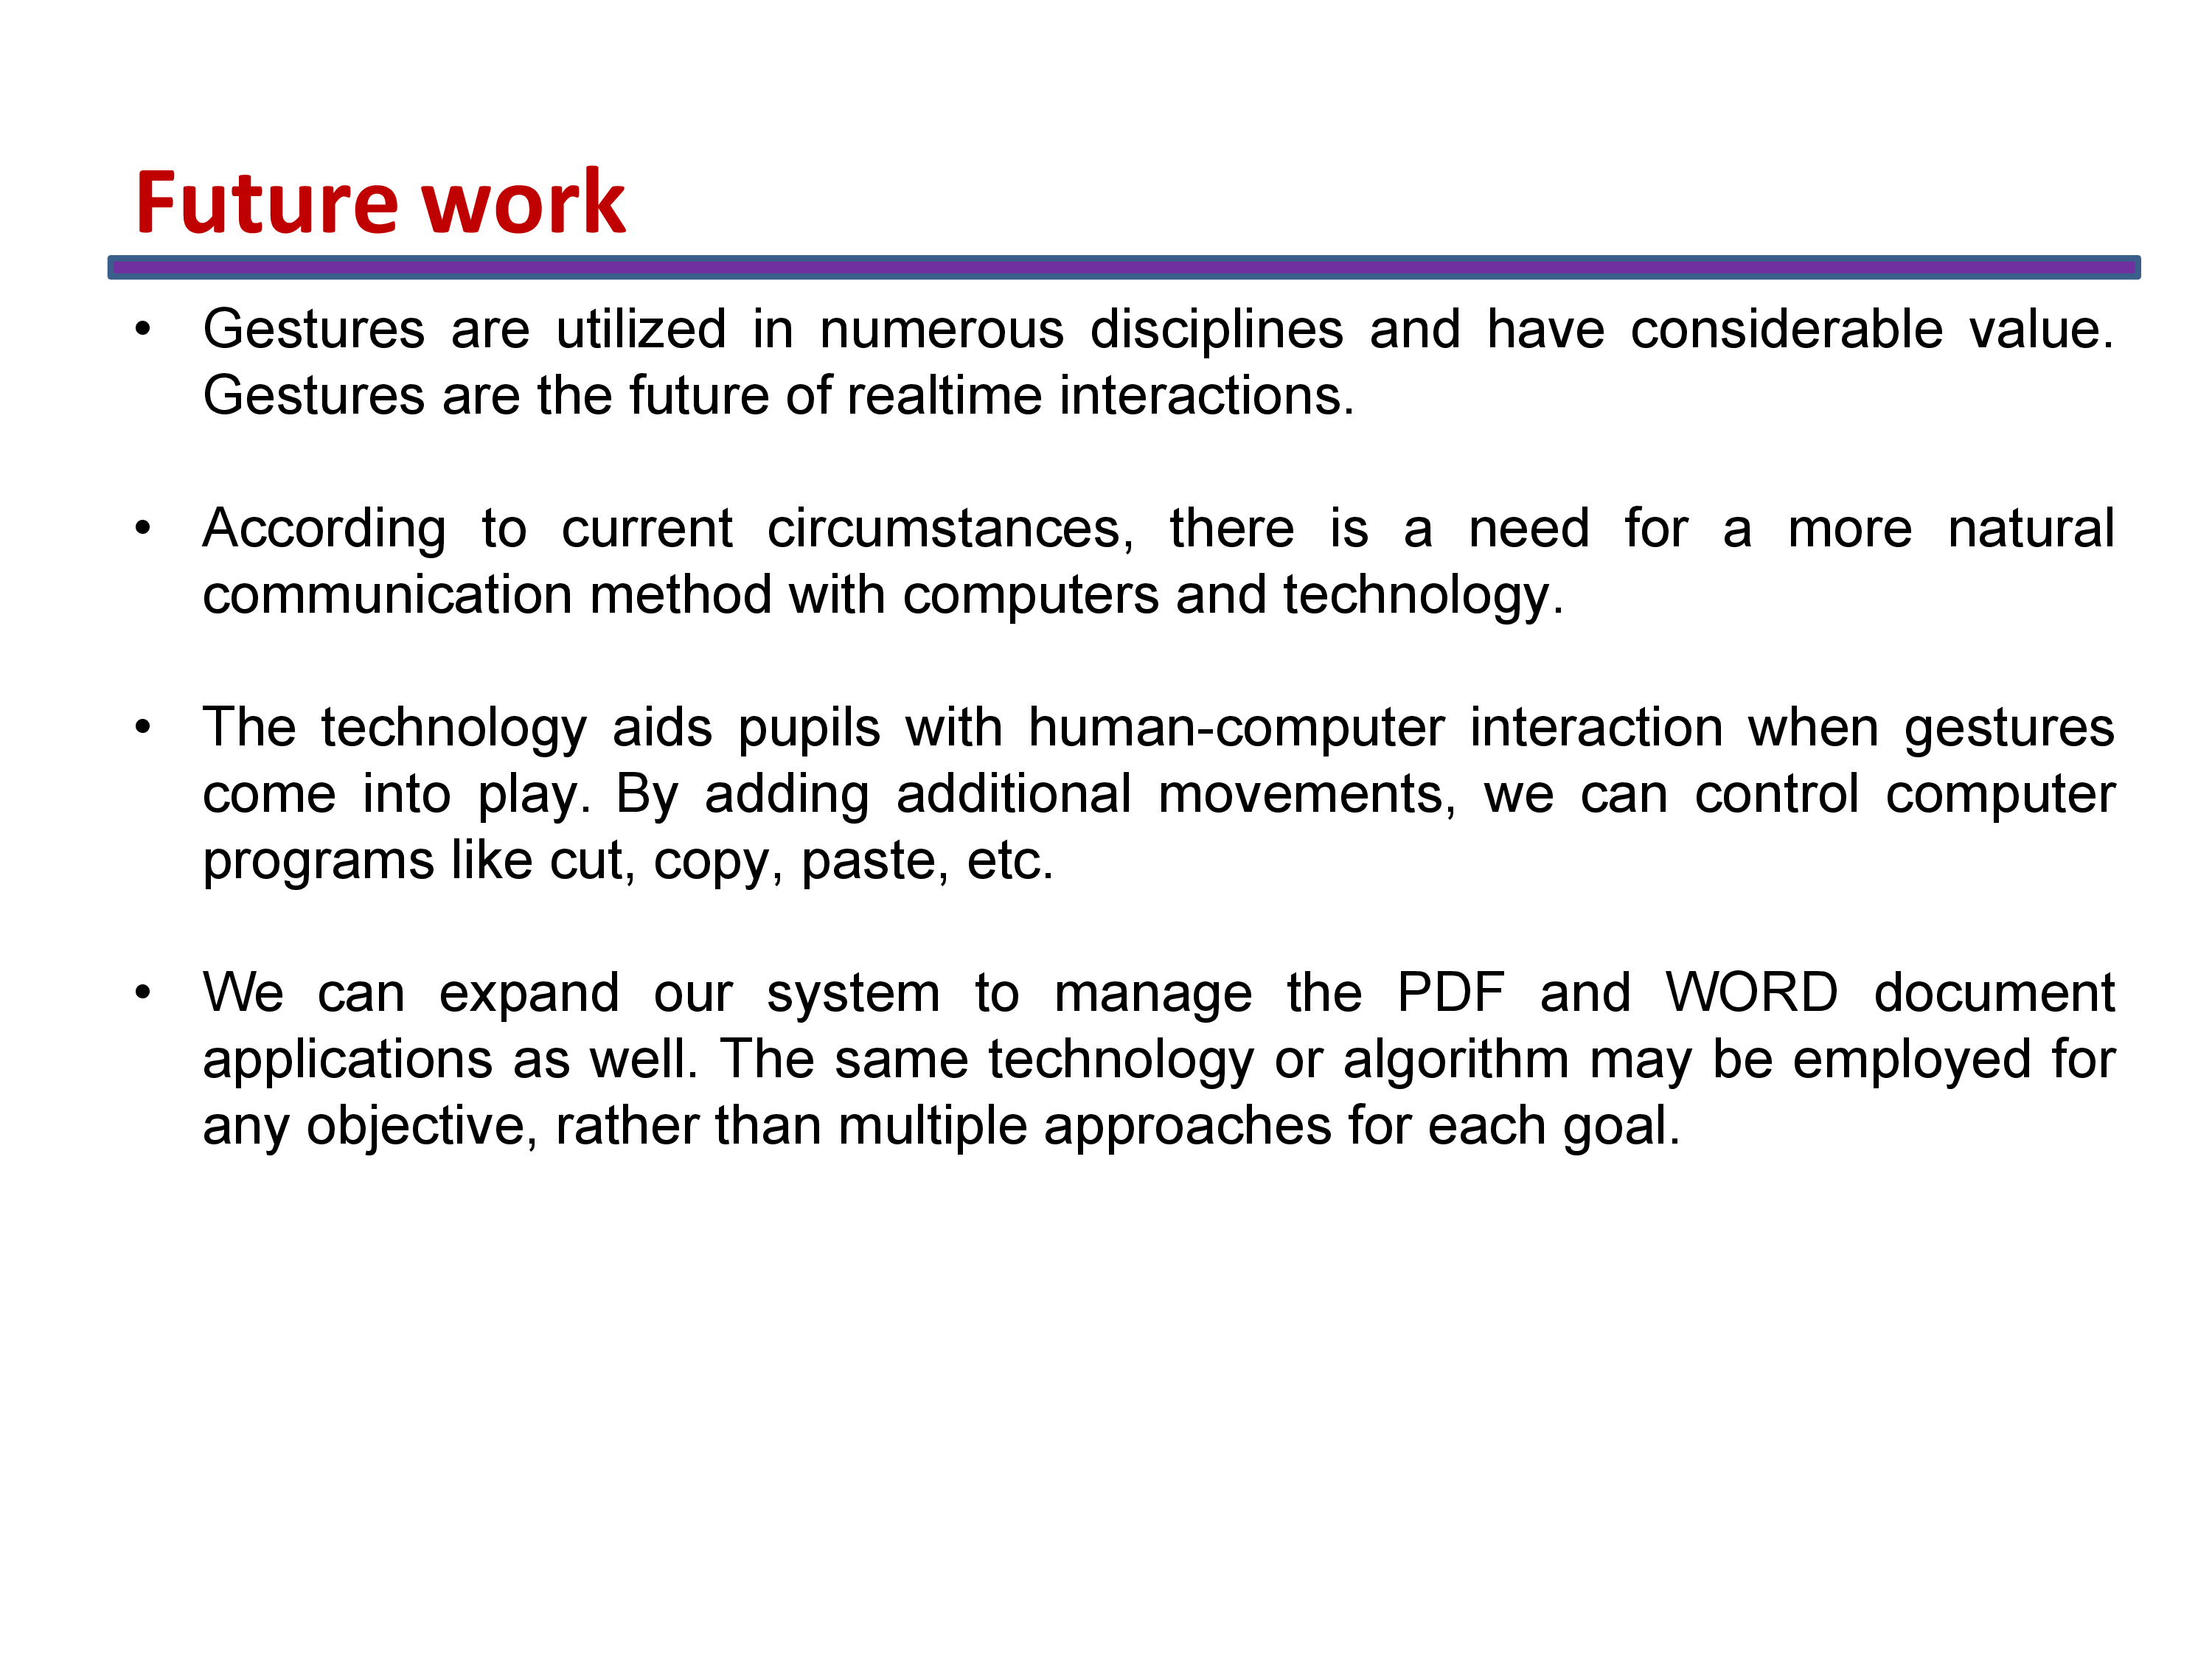 Future work
• Gestures are utilized in numerous disciplines and have considerable value.
Gestures are the future of realtime interactions.
• According to current circumstances, there is a need for a more natural
communication method with computers and technology.
• The technology aids pupils with human-computer interaction when gestures
come into play. By adding additional movements, we can control computer
programs like cut, copy, paste, etc.
• We can expand our system to manage the PDF and WORD document
applications as well. The same technology or algorithm may be employed for
any objective, rather than multiple approaches for each goal.